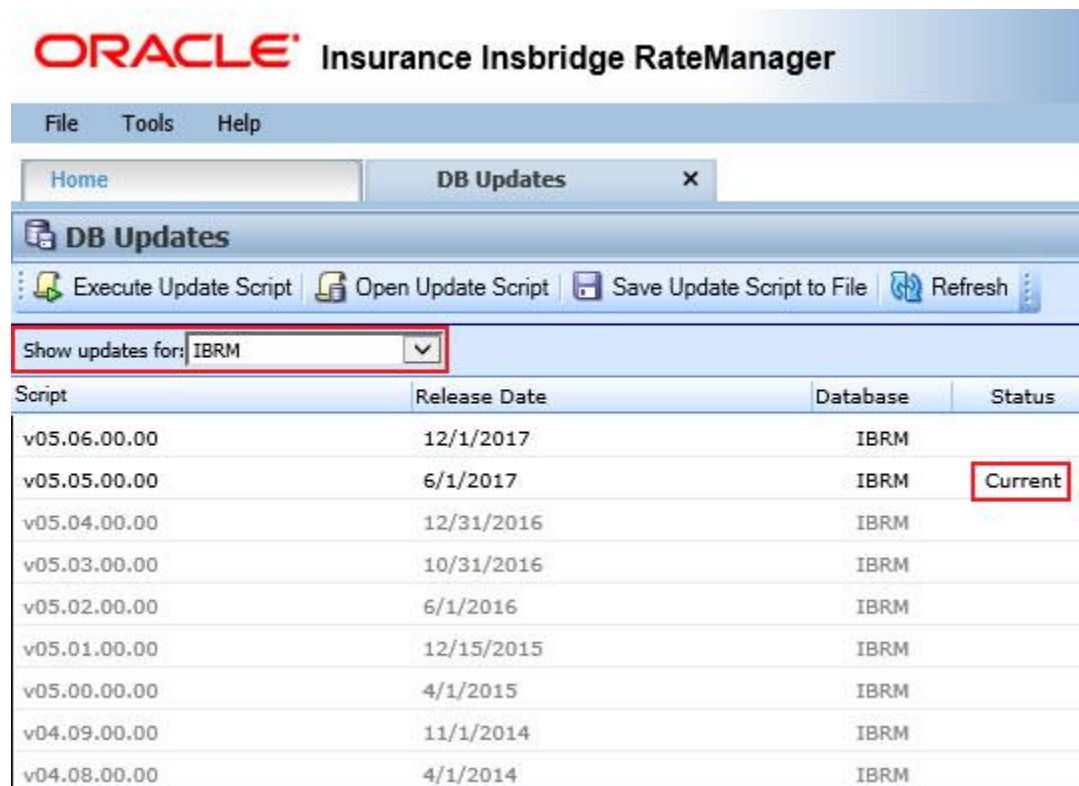 ORACLE Insurance Insbridge RateManager
File Tools Help
Home DB Updates ×
DB Updates
Execute Update Script Open Update Script Save Update Script to File Refresh
Show updates for: IBRM
Script Release Date Database Status
v05.06.00.00 12/1/2017 IBRM
v05.05.00.00 6/1/2017 IBRM Current
v05.04.00.00 12/31/2016 IBRM
v05.03.00.00 10/31/2016 IBRM
v05.02.00.00 6/1/2016 IBRM
v05.01.00.00 12/15/2015 IBRM
v05.00.00.00 4/1/2015 IBRM
v04.09.00.00 11/1/2014 IBRM
v04.08.00.00 4/1/2014 IBRM